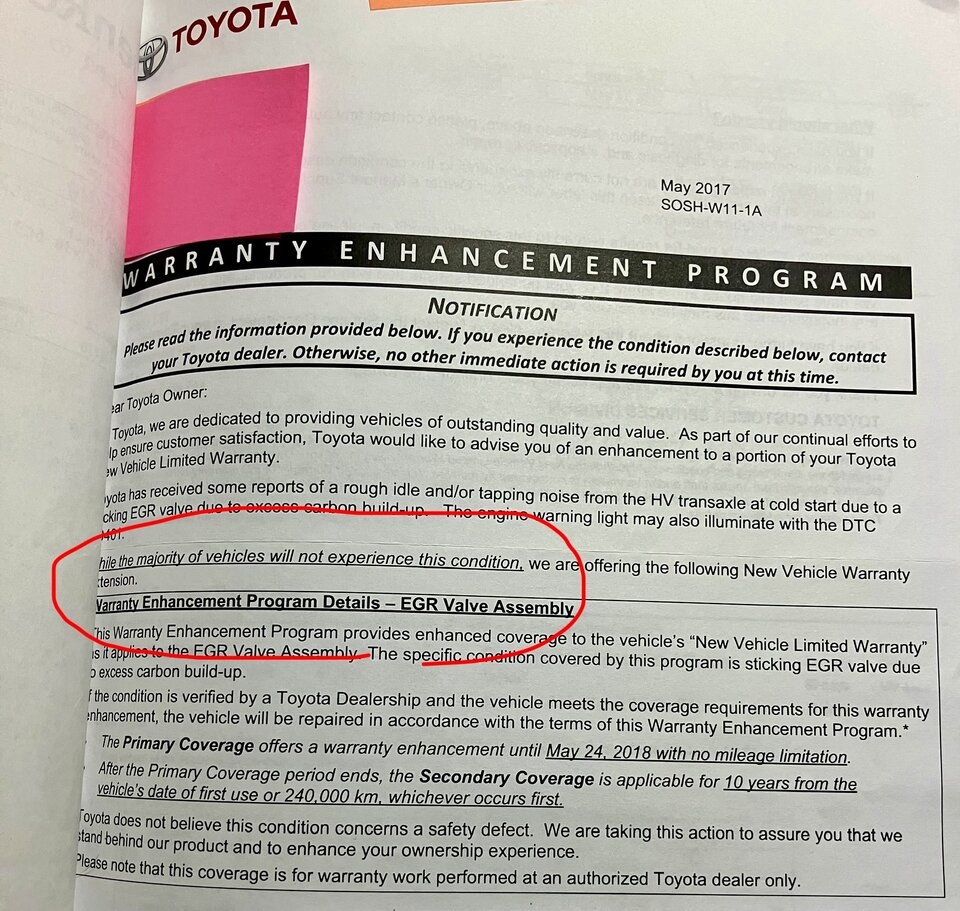 TOYOTA
May 2017
SOSH-W11-1A
WARRANTY ENHANCEMENT PROGRAM
NOTIFICATION
Please read the information provided below. If you experience the condition described below, contact
your Toyota dealer. Otherwise, no other immediate action is required by you at this time.
ear Toyota Owner:
Toyota, we are dedicated to providing vehicles of outstanding quality and value. As part of our continual efforts to
lp ensure customer satisfaction, Toyota would like to advise you of an enhancement to a portion of your Toyota
ew Vehicle Limited Warranty.
yota has received some reports of a rough idle and/or tapping noise from the HV transaxle at cold start due to a
cking EGR valve due to excess carbon build-up. The engine warning light may also illuminate with the DTC
401.
hile the majority of vehicles will not experience this condition, we are offering the following New Vehicle Warranty
tension.
Warranty Enhancement Program Details – EGR Valve Assembly
This Warranty Enhancement Program provides enhanced coverage to the vehicle's "New Vehicle Limited Warranty"
s it applies to the EGR Valve Assembly. The specific condition covered by this program is sticking EGR valve due
o excess carbon build-up.
f the condition is verified by a Toyota Dealership and the vehicle meets the coverage requirements for this warranty
enhancement, the vehicle will be repaired in accordance with the terms of this Warranty Enhancement Program.*
The Primary Coverage offers a warranty enhancement until May 24, 2018 with no mileage limitation.
After the Primary Coverage period ends, the Secondary Coverage is applicable for 10 years from the
vehicle's date of first use or 240,000 km, whichever occurs first.
Toyota does not believe this condition concerns a safety defect. We are taking this action to assure you that we
stand behind our product and to enhance your ownership experience.
Please note that this coverage is for warranty work performed at an authorized Toyota dealer only.